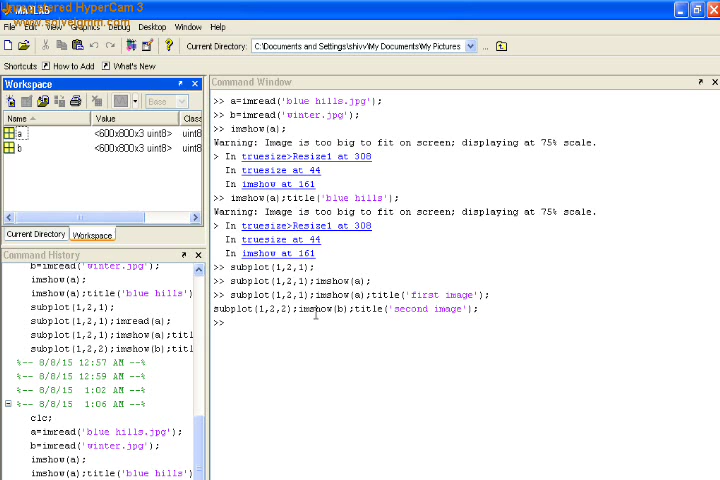 MATLAB
Unregistered HyperCam 3
File Edit View Graphics Debug Desktop Window Help
Current Directory: C:\Documents and Settings\shivv\My Documents\My Pictures ...
Shortcuts How to Add What's New
Workspace
Base
Name Value Class
a <600x800x3 uint8> uint8
b <600x800x3 uint8> uint8
Current Directory Workspace
Command History
b=imread('winter.jpg');
imshow(a);
imshow(a);title('blue hills')
subplot(1,2,1);
subplot(1,2,1);imread(a);
subplot(1,2,1);imshow(a);titl
subplot(1,2,2);imshow(b);titl
%-- 8/8/15 12:57 AM --%
%-- 8/8/15 12:59 AM --%
%-- 8/8/15 1:02 AM --%
%-- 8/8/15 1:06 AM --%
clc;
a=imread('blue hills.jpg');
b=imread('winter.jpg');
imshow(a);
imshow(a);title('blue hills')
Command Window
>> a=imread('blue hills.jpg');
>> b=imread('winter.jpg');
>> imshow(a);
Warning: Image is too big to fit on screen; displaying at 75% scale.
> In truesize>Resize1 at 308
In truesize at 44
In imshow at 161
>> imshow(a);title('blue hills');
Warning: Image is too big to fit on screen; displaying at 75% scale.
> In truesize>Resize1 at 308
In truesize at 44
In imshow at 161
>> subplot(1,2,1);
>> subplot(1,2,1);imshow(a);
>> subplot(1,2,1);imshow(a);title('first image');
subplot(1,2,2);imshow(b);title('second image');
>>